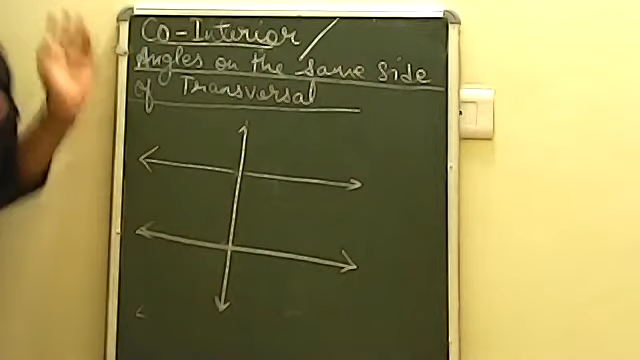 Co-Interior /
Angles on the same side
of Transversal